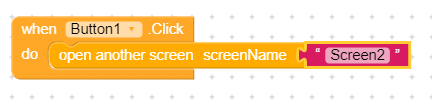 when Button1 .Click
do open another screen screenName “ Screen2 ”